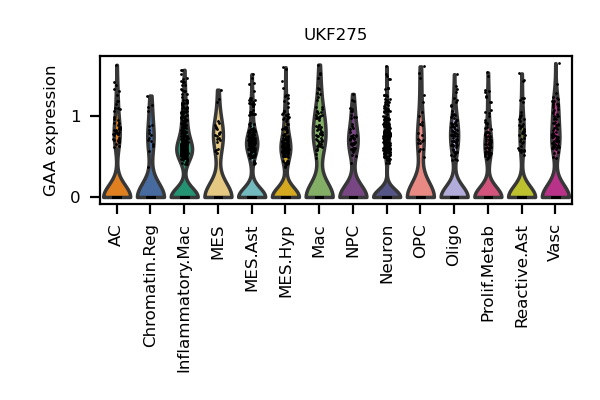 UKF275
GAA expression
1
0
AC
Chromatin.Reg
Inflammatory.Mac
MES
MES.Ast
MES.Hyp
Mac
NPC
Neuron
OPC
Oligo
Prolif.Metab
Reactive.Ast
Vasc